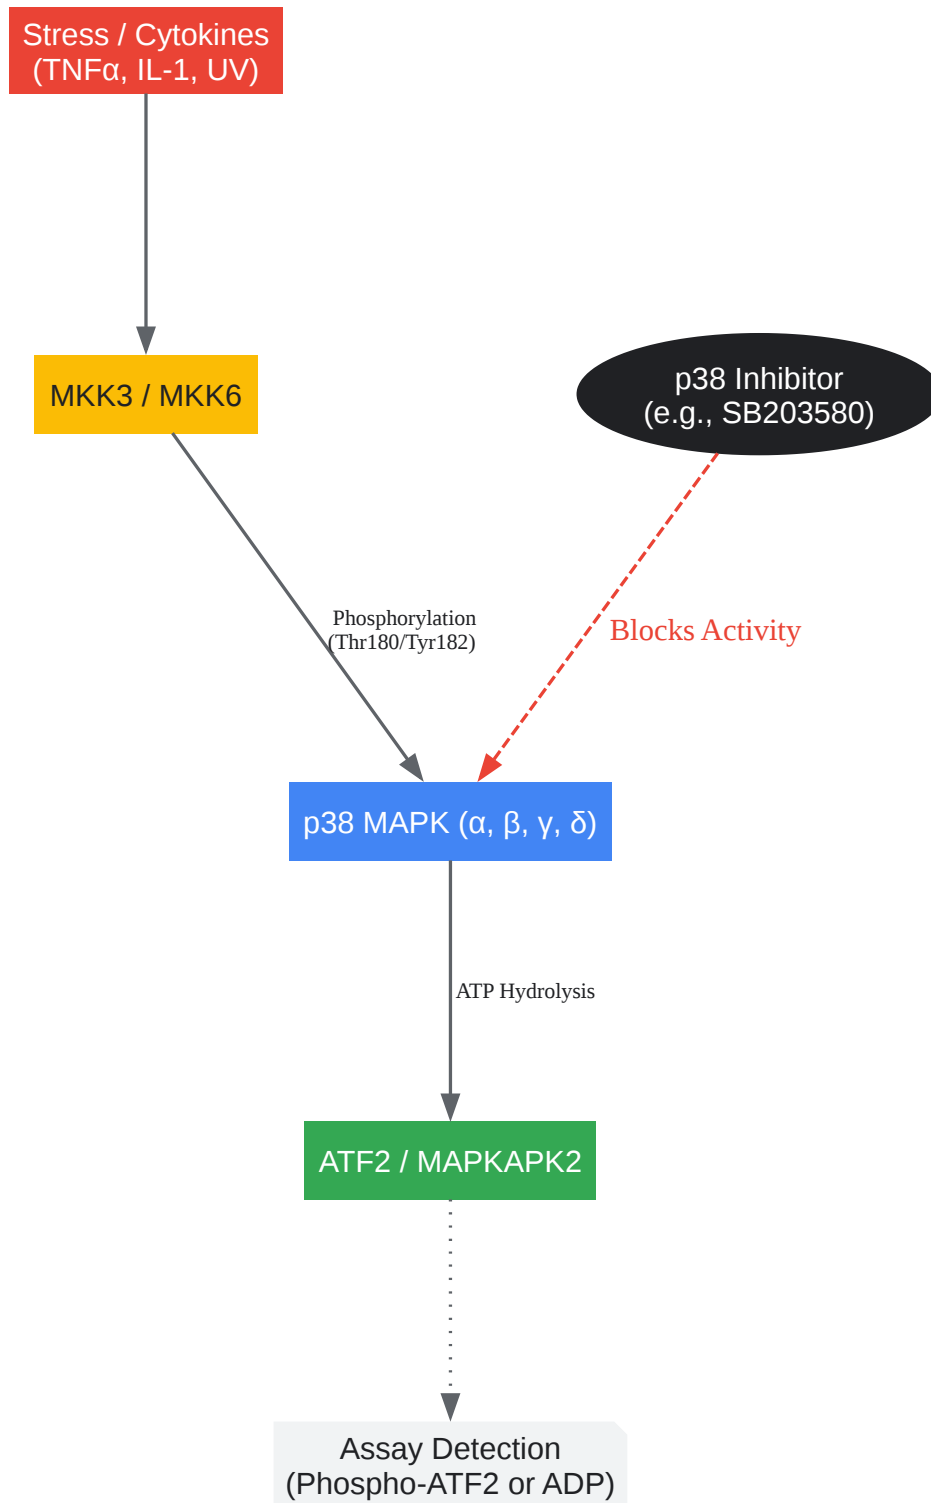 Stress / Cytokines
(TNFα, IL-1, UV)
MKK3 / MKK6
p38 Inhibitor
(e.g., SB203580)
Phosphorylation
(Thr180/Tyr182)
Blocks Activity
p38 MAPK (α, β, γ, δ)
ATP Hydrolysis
ATF2 / MAPKAPK2
Assay Detection
(Phospho-ATF2 or ADP)